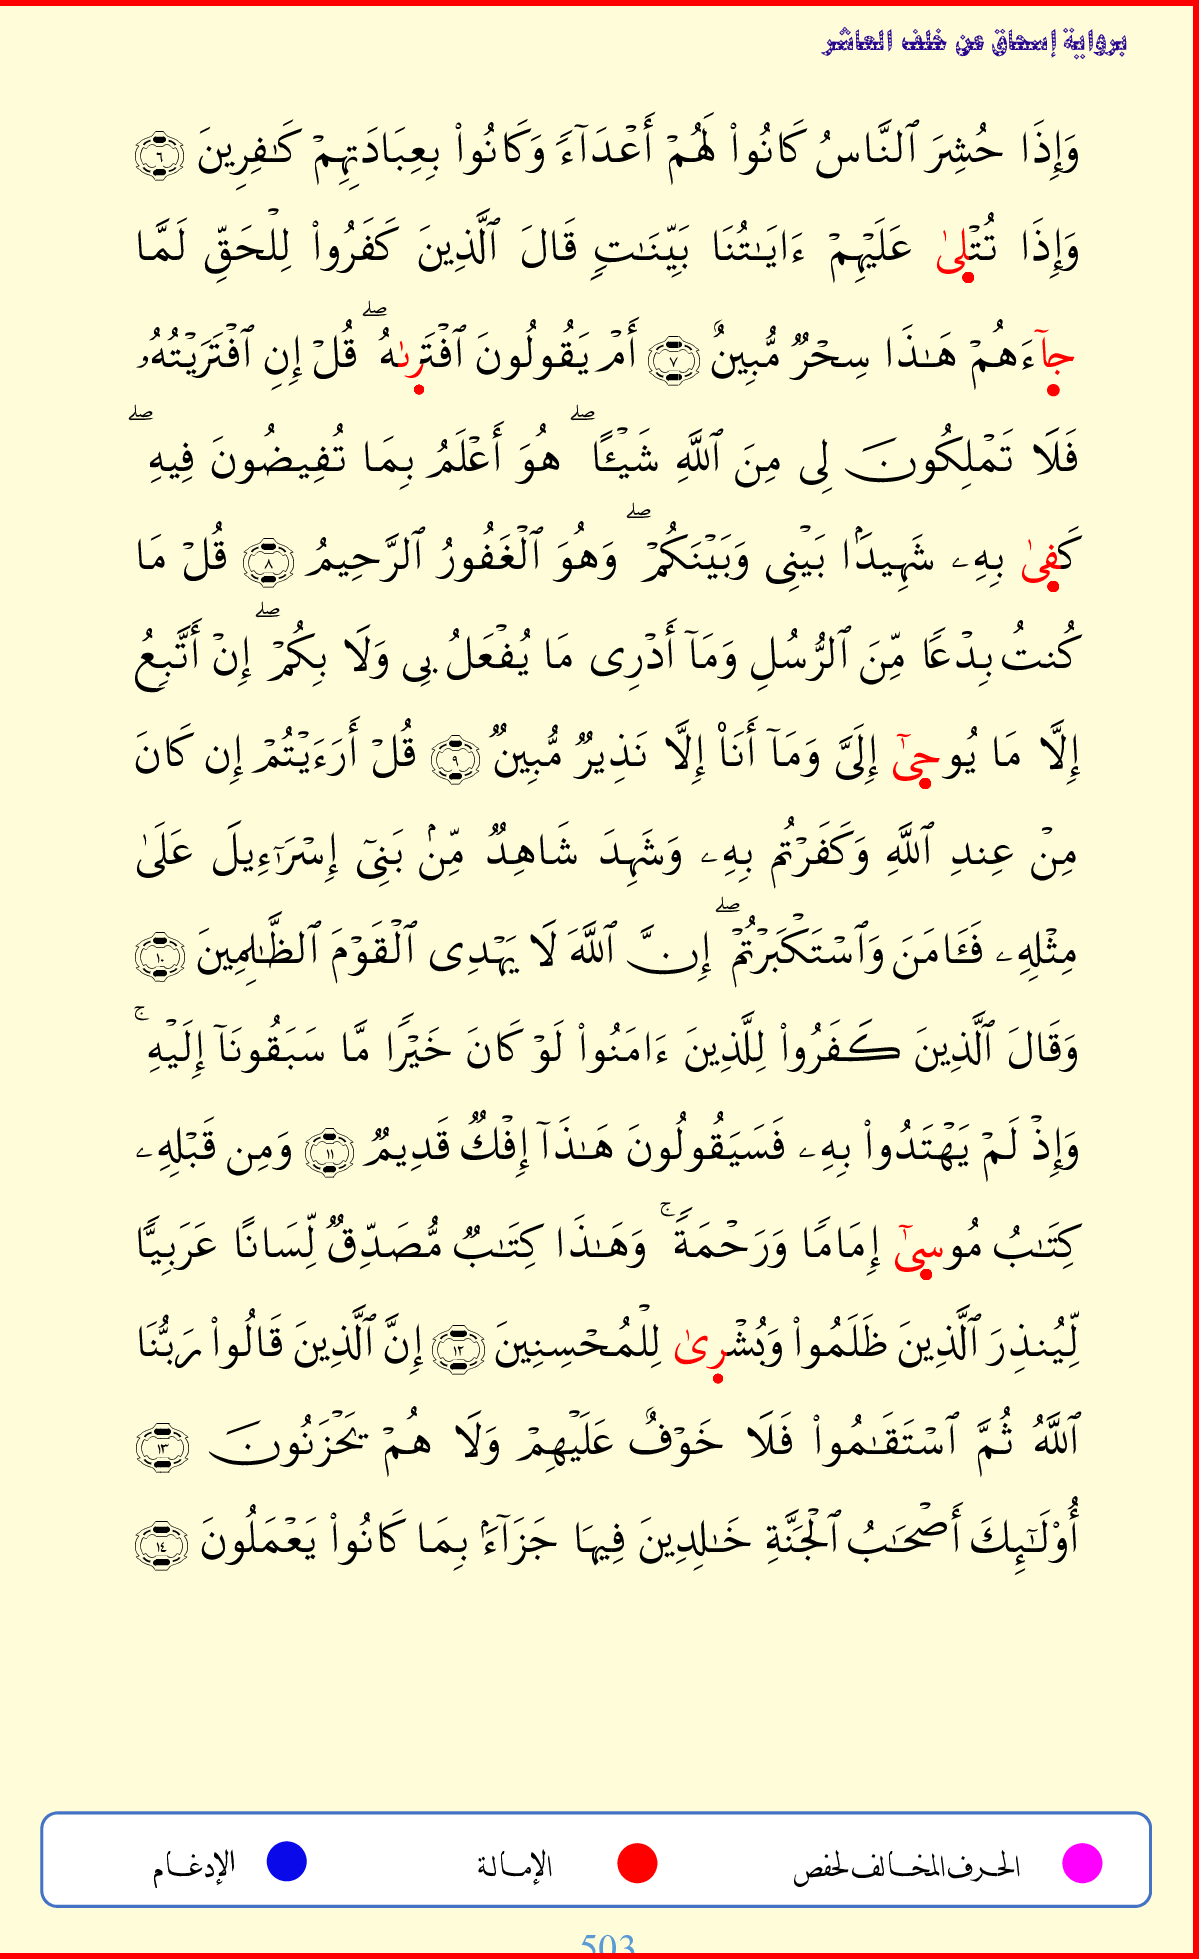 برواية إسحاق عن خلف العاشر
وَإِذَا حُشِرَ ٱلنَّاسُ كَانُوا۟ لَهُمْ أَعْدَآءً وَكَانُوا۟ بِعِبَادَتِهِمْ كَـٰفِرِينَ ٦
وَإِذَا تُتْلِىٰ عَلَيْهِمْ ءَايَـٰتُنَا بَيِّنَـٰتٍ قَالَ ٱلَّذِينَ كَفَرُوا۟ لِلْحَقِّ لَمَّا
جَآءَهُمْ هَـٰذَا سِحْرٌ مُّبِينٌ ٧ أَمْ يَقُولُونَ ٱفْتَرِىٰهُ ۖ قُلْ إِنِ ٱفْتَرَيْتُهُۥ
فَلَا تَمْلِكُونَ لِى مِنَ ٱللَّهِ شَيْـًٔا ۖ هُوَ أَعْلَمُ بِمَا تُفِيضُونَ فِيهِ ۖ
كَفِىٰ بِهِۦ شَهِيدًۢا بَيْنِى وَبَيْنَكُمْ ۖ وَهُوَ ٱلْغَفُورُ ٱلرَّحِيمُ ٨ قُلْ مَا
كُنتُ بِدْعًا مِّنَ ٱلرُّسُلِ وَمَآ أَدْرِى مَا يُفْعَلُ بِى وَلَا بِكُمْ ۖ إِنْ أَتَّبِعُ
إِلَّا مَا يُوحِىٰٓ إِلَىَّ وَمَآ أَنَا۠ إِلَّا نَذِيرٌ مُّبِينٌ ٩ قُلْ أَرَءَيْتُمْ إِن كَانَ
مِنْ عِندِ ٱللَّهِ وَكَفَرْتُم بِهِۦ وَشَهِدَ شَاهِدٌ مِّنۢ بَنِىٓ إِسْرَٰٓءِيلَ عَلَىٰ
مِثْلِهِۦ فَـَٔامَنَ وَٱسْتَكْبَرْتُمْ ۖ إِنَّ ٱللَّهَ لَا يَهْدِى ٱلْقَوْمَ ٱلظَّـٰلِمِينَ ١٠
وَقَالَ ٱلَّذِينَ كَفَرُوا۟ لِلَّذِينَ ءَامَنُوا۟ لَوْ كَانَ خَيْرًا مَّا سَبَقُونَآ إِلَيْهِ ۚ
وَإِذْ لَمْ يَهْتَدُوا۟ بِهِۦ فَسَيَقُولُونَ هَـٰذَآ إِفْكٌ قَدِيمٌ ١١ وَمِن قَبْلِهِۦ
كِتَـٰبُ مُوسِىٰٓ إِمَامًا وَرَحْمَةً ۚ وَهَـٰذَا كِتَـٰبٌ مُّصَدِّقٌ لِّسَانًا عَرَبِيًّا
لِّيُنذِرَ ٱلَّذِينَ ظَلَمُوا۟ وَبُشْرِىٰ لِلْمُحْسِنِينَ ١٢ إِنَّ ٱلَّذِينَ قَالُوا۟ رَبُّنَا
ٱللَّهُ ثُمَّ ٱسْتَقَـٰمُوا۟ فَلَا خَوْفٌ عَلَيْهِمْ وَلَا هُمْ يَحْزَنُونَ ١٣
أُو۟لَـٰٓئِكَ أَصْحَـٰبُ ٱلْجَنَّةِ خَـٰلِدِينَ فِيهَا جَزَآءًۢ بِمَا كَانُوا۟ يَعْمَلُونَ ١٤
الحرف المخالف لحفص الإمالة الإدغام
503